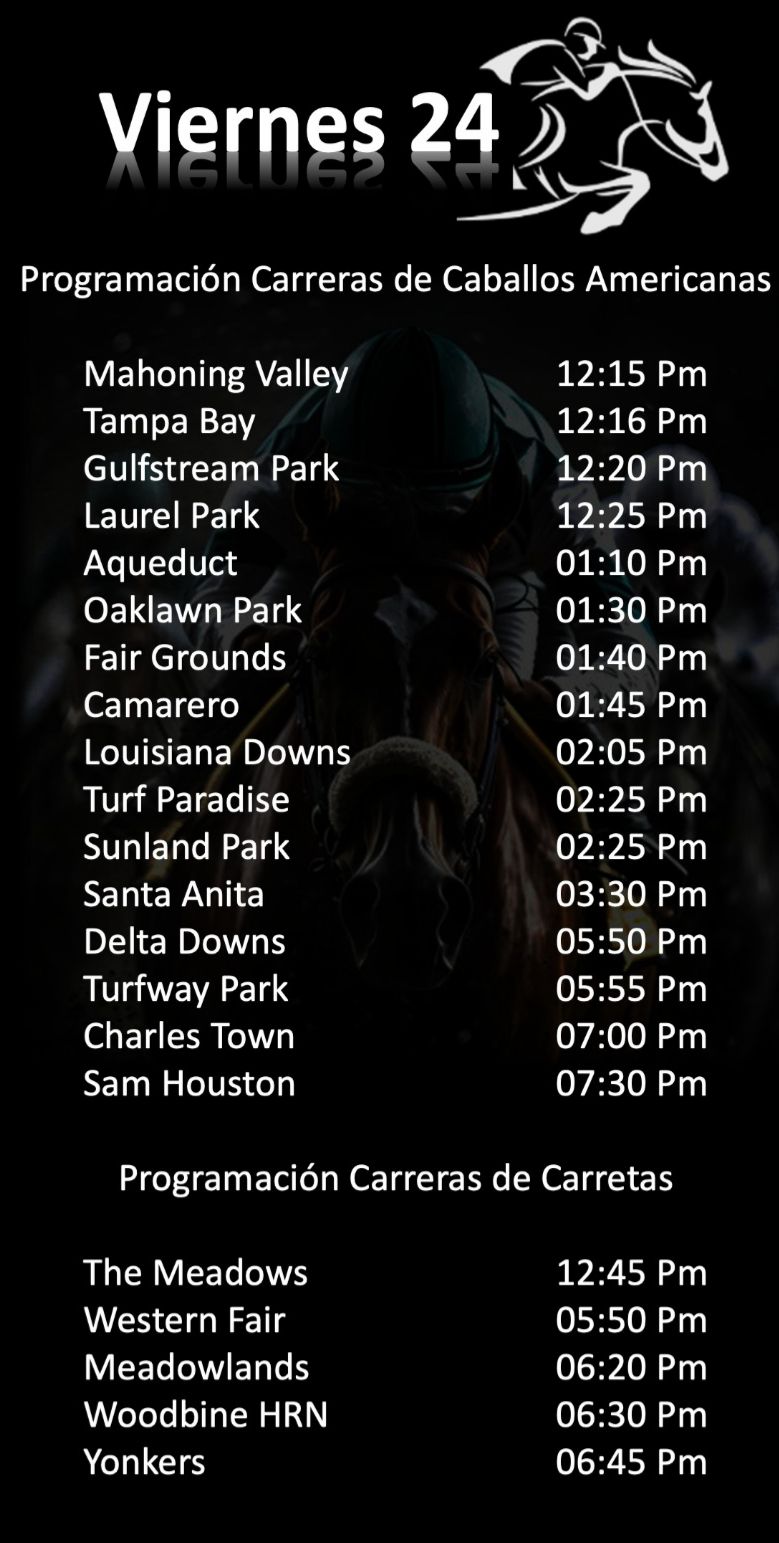 Viernes 24
Programación Carreras de Caballos Americanas
Mahoning Valley 12:15 Pm
Tampa Bay 12:16 Pm
Gulfstream Park 12:20 Pm
Laurel Park 12:25 Pm
Aqueduct 01:10 Pm
Oaklawn Park 01:30 Pm
Fair Grounds 01:40 Pm
Camarero 01:45 Pm
Louisiana Downs 02:05 Pm
Turf Paradise 02:25 Pm
Sunland Park 02:25 Pm
Santa Anita 03:30 Pm
Delta Downs 05:50 Pm
Turfway Park 05:55 Pm
Charles Town 07:00 Pm
Sam Houston 07:30 Pm
Programación Carreras de Carretas
The Meadows 12:45 Pm
Western Fair 05:50 Pm
Meadowlands 06:20 Pm
Woodbine HRN 06:30 Pm
Yonkers 06:45 Pm